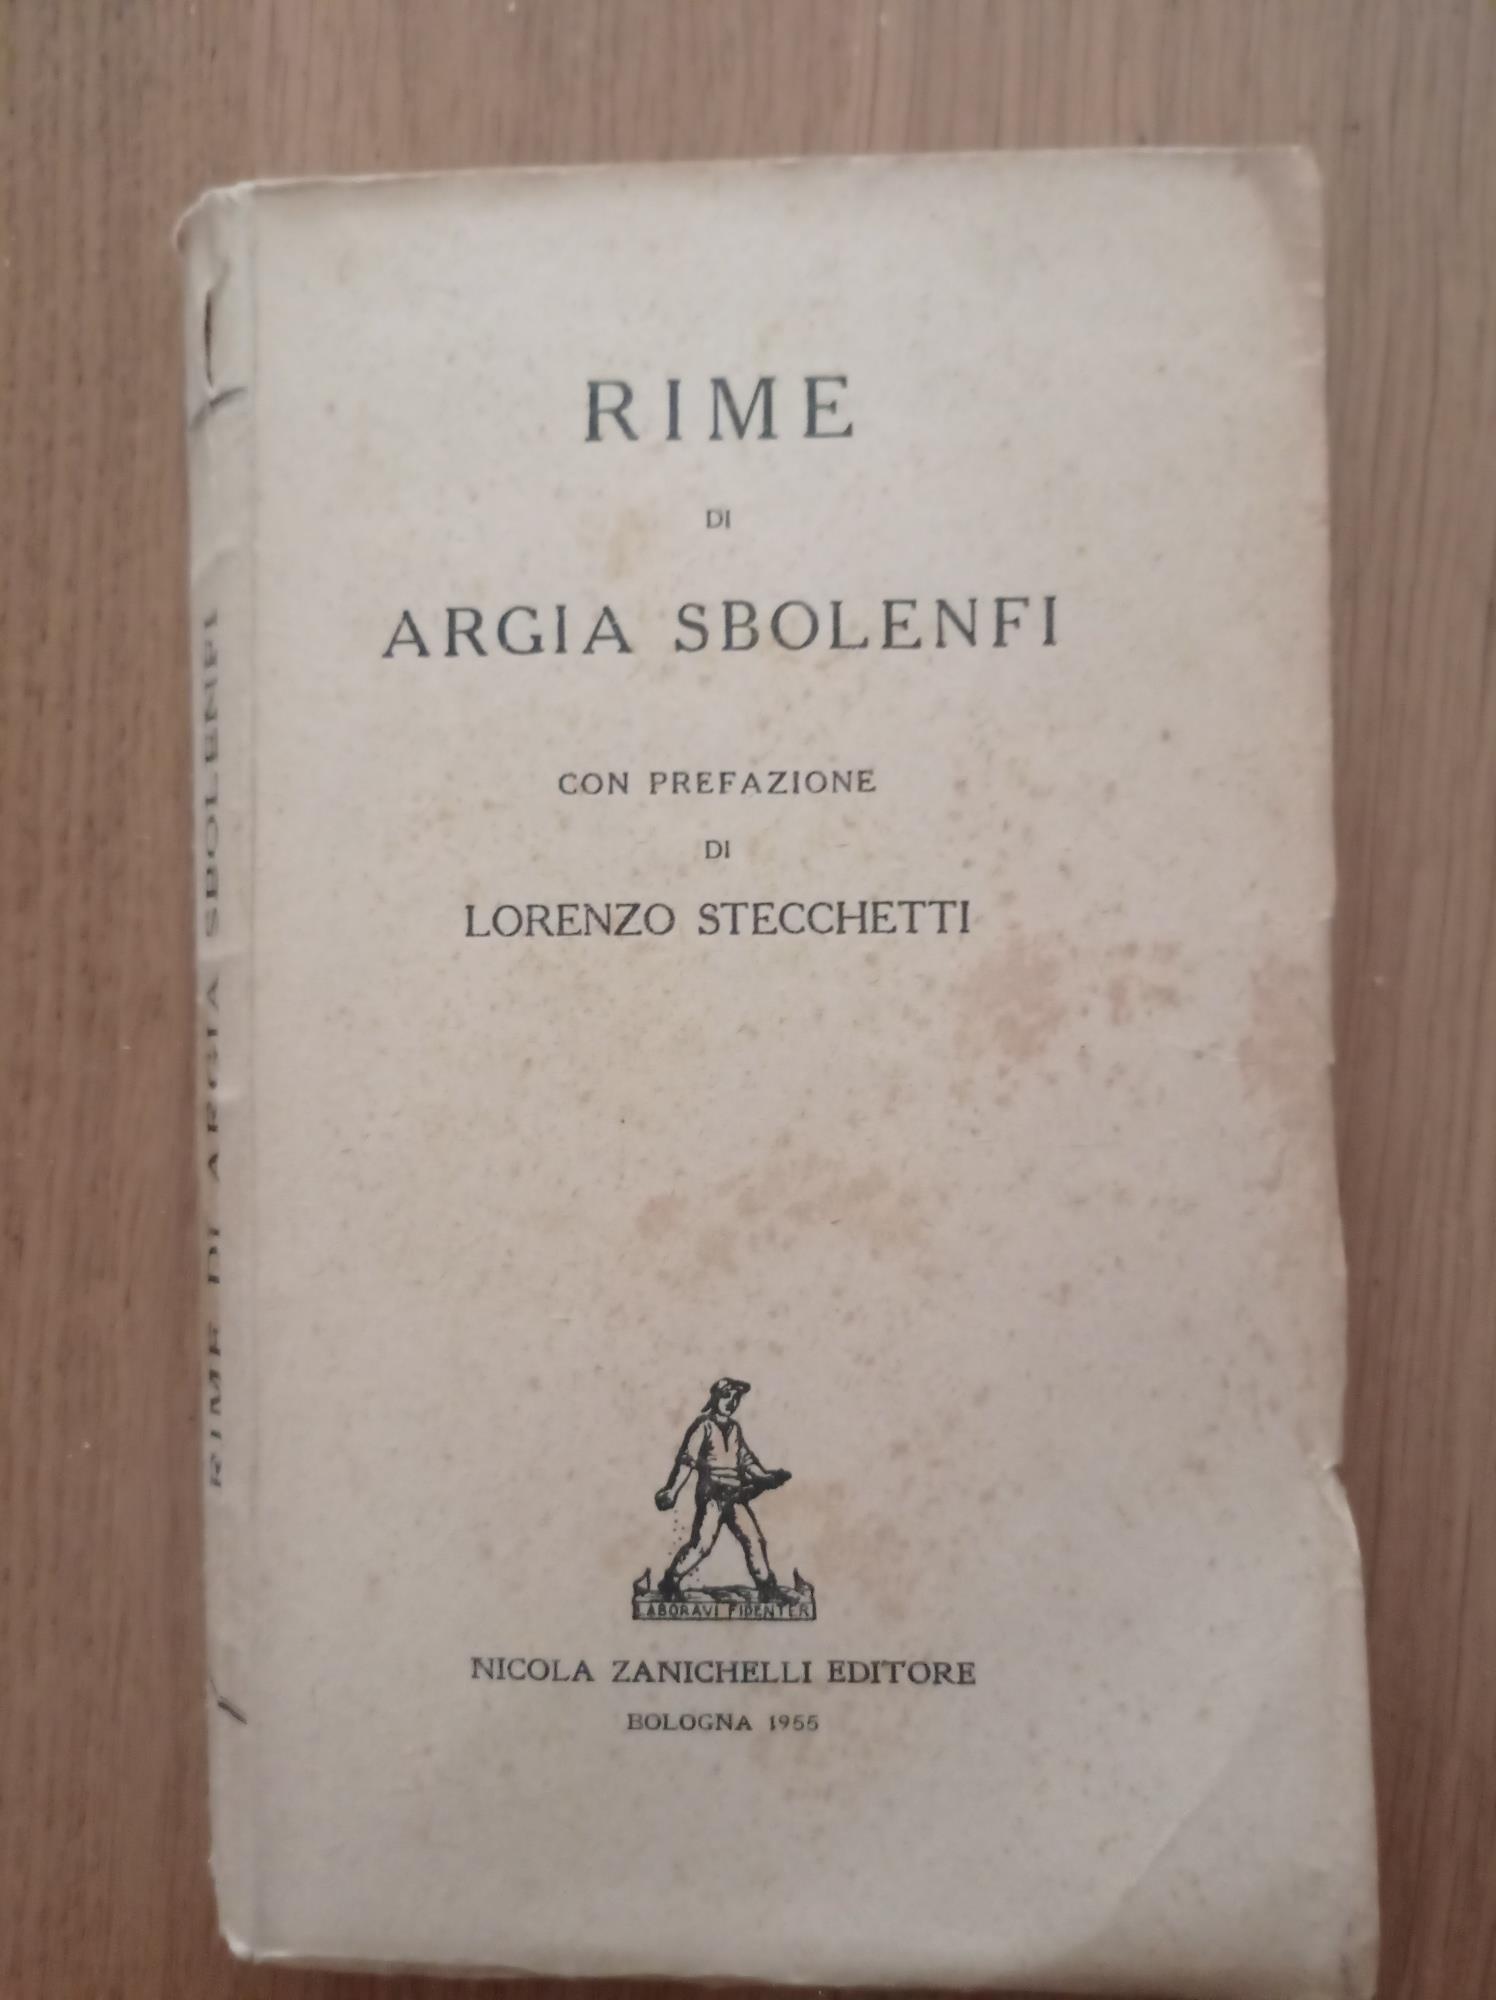 RIME
DI
ARGIA SBOLENFI
CON PREFAZIONE
DI
LORENZO STECCHETTI
LABORAVI FIDENTER
NICOLA ZANICHELLI EDITORE
BOLOGNA 1955
RIME DI ARGIA SBOLENFI